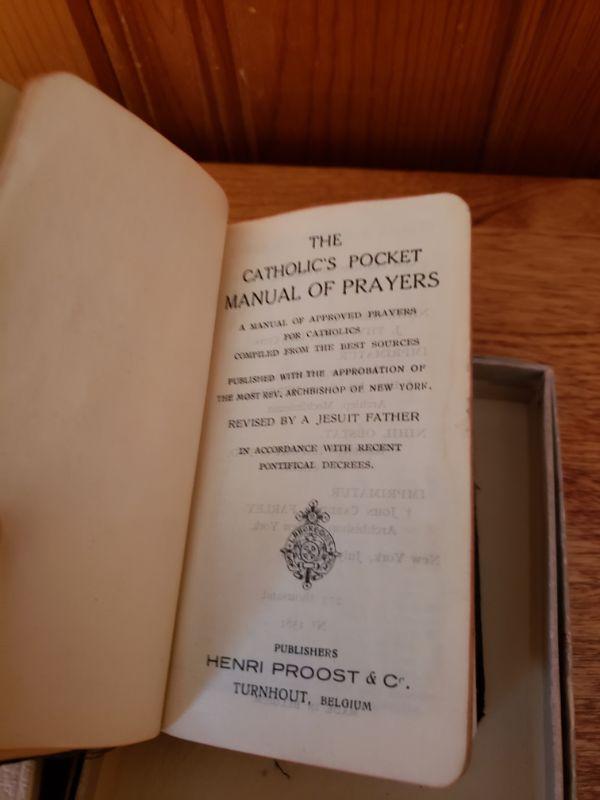 THE
CATHOLIC'S POCKET
MANUAL OF PRAYERS
A MANUAL OF APPROVED PRAYERS
FOR CATHOLICS
COMPILED FROM THE BEST SOURCES
PUBLISHED WITH THE APPROBATION OF
THE MOST REV. ARCHBISHOP OF NEW YORK.
REVISED BY A JESUIT FATHER
IN ACCORDANCE WITH RECENT
PONTIFICAL DECREES.
PUBLISHERS
HENRI PROOST & Co.
TURNHOUT, BELGIUM